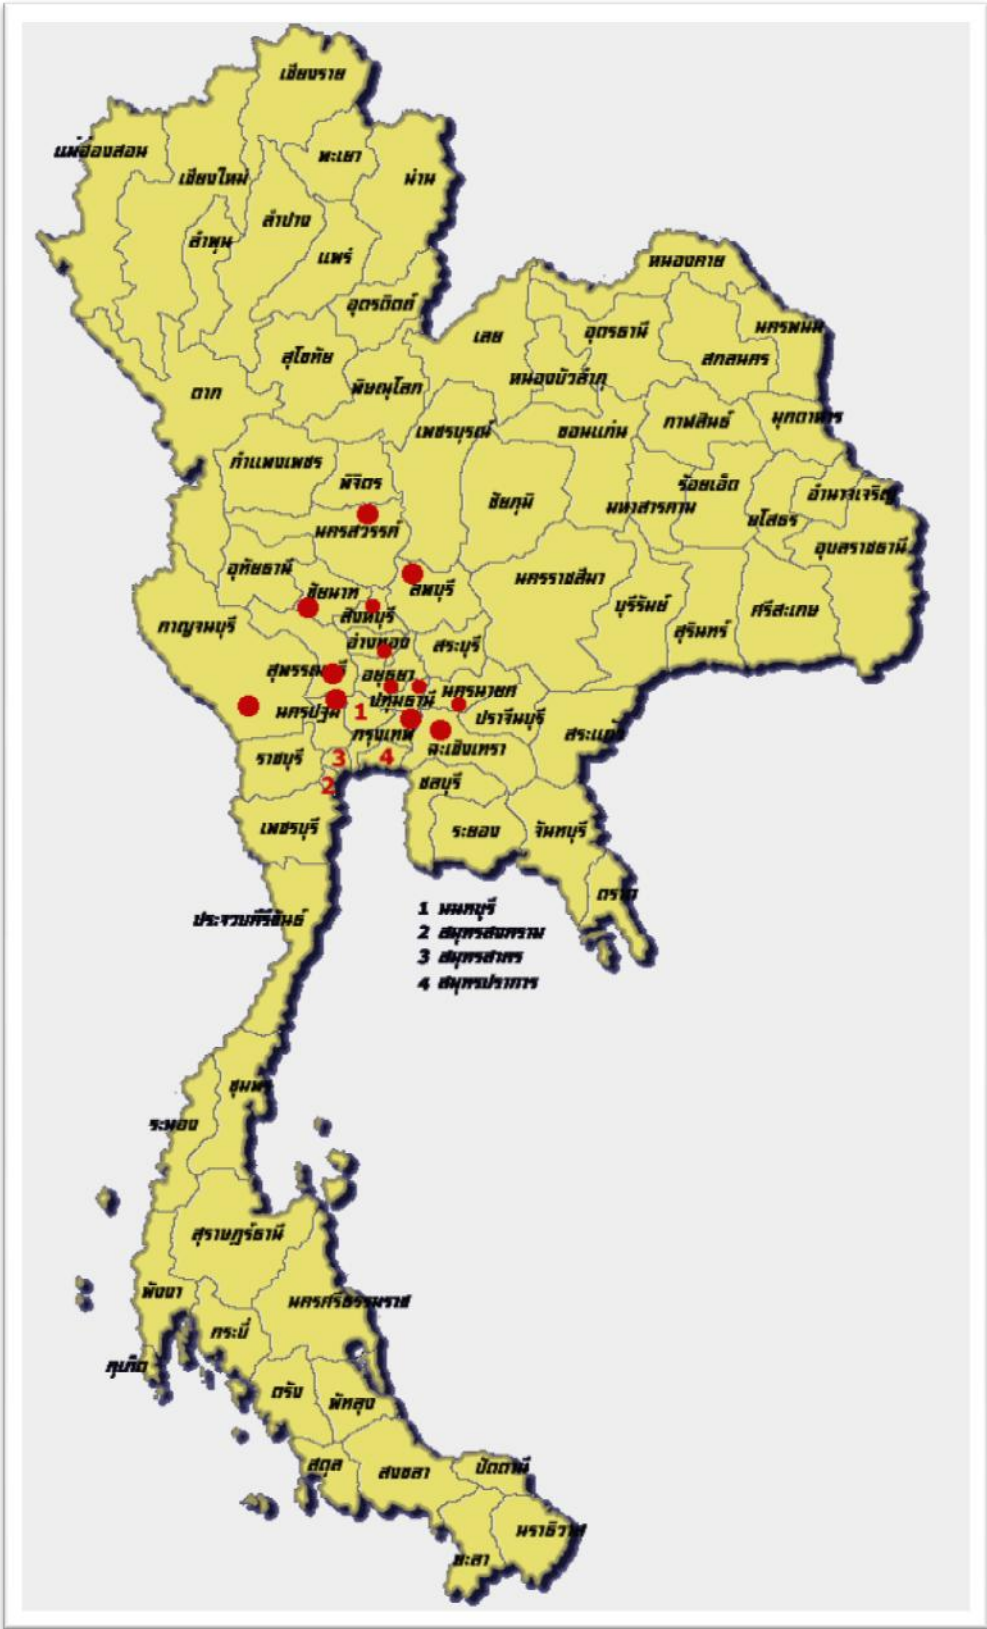 เชียงราย
แม่ฮ่องสอน
พะเยา
เชียงใหม่
น่าน
ลำปาง
ลำพูน
แพร่
หนองคาย
อุตรดิตถ์
เลย
อุดรธานี
นครพนม
สุโขทัย
สกลนคร
หนองบัวลำภู
ตาก
พิษณุโลก
เพชรบูรณ์
ขอนแก่น
กาฬสินธ์
มุกดาหาร
กำแพงเพชร
พิจิตร
ชัยภูมิ
ร้อยเอ็ด
มหาสารคาม
อำนาจเจริญ
ยโสธร
นครสวรรค์
อุบลราชธานี
อุทัยธานี
ชัยนาท
ลพบุรี
นครราชสีมา
บุรีรัมย์
ศรีสะเกษ
กาญจนบุรี
สิงหบุรี
สุรินทร์
อ่างทอง
สระบุรี
อยุธยา
นครนายก
นครปฐม
1
ปทุมธานี
ปราจีนบุรี
กรุงเทพ
สระแก้ว
ราชบุรี
3
4
ฉะเชิงเทรา
2
ชลบุรี
เพชรบุรี
ระยอง
จันทบุรี
ตราด
ประจวบคีรีขันธ์
1 นนทบุรี
2 สมุทรสงคราม
3 สมุทรสาคร
4 สมุทรปราการ
ชุมพร
ระนอง
สุราษฎร์ธานี
พังงา
นครศรีธรรมราช
กระบี่
ภูเก็ต
ตรัง
พัทลุง
สตูล
สงขลา
ปัตตานี
นราธิวาส
ยะลา